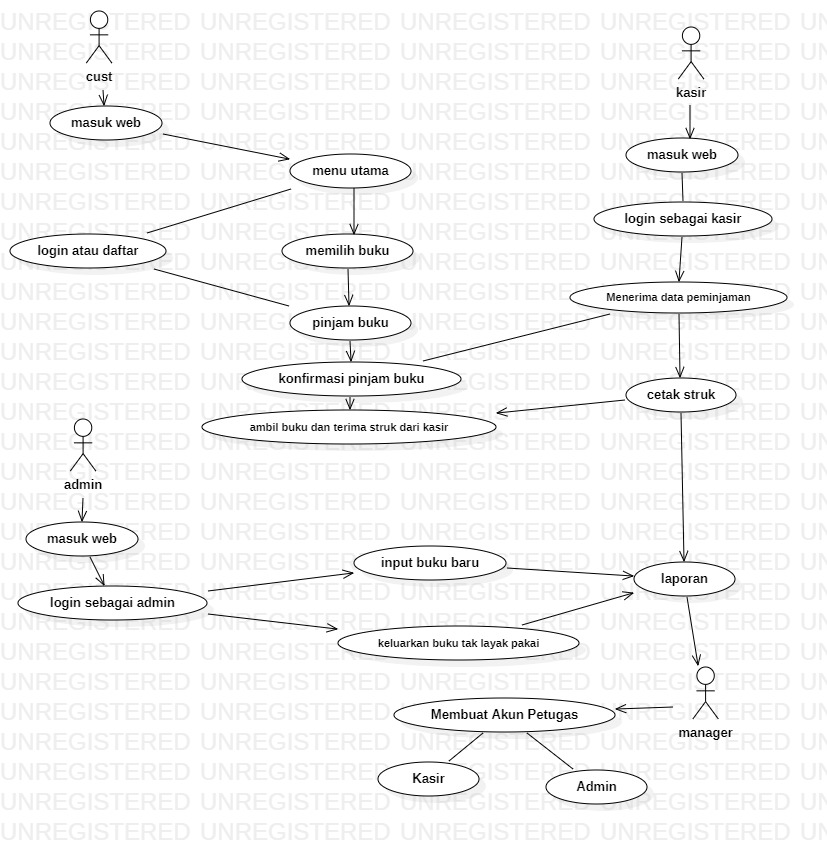 UNREGISTERED UNREGISTERED UNREGISTERED UNREGISTERED
cust
kasir
masuk web
masuk web
menu utama
login sebagai kasir
login atau daftar
memilih buku
Menerima data peminjaman
pinjam buku
konfirmasi pinjam buku
cetak struk
ambil buku dan terima struk dari kasir
admin
masuk web
input buku baru
laporan
login sebagai admin
keluarkan buku tak layak pakai
Membuat Akun Petugas
manager
Kasir
Admin